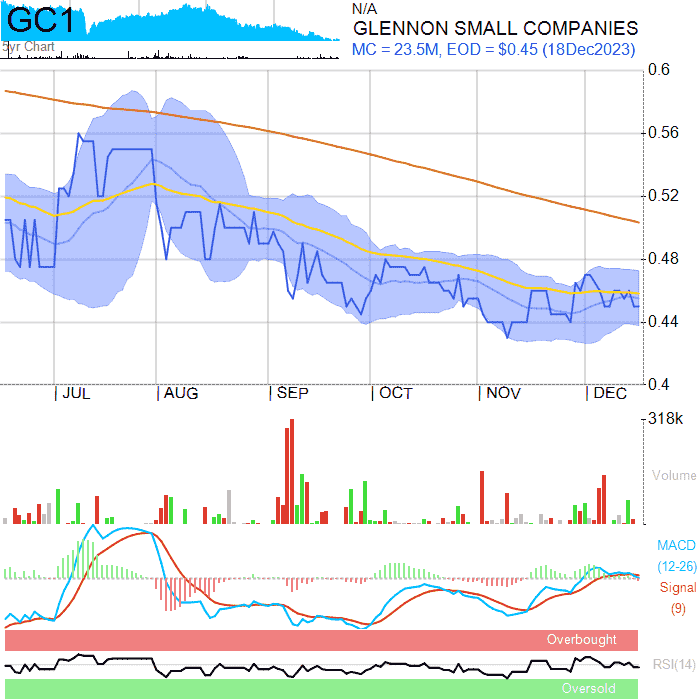 GC1
5yr Chart
N/A
GLENNON SMALL COMPANIES
MC = 23.5M, EOD = $0.45 (18Dec2023)
0.6
0.56
0.52
0.48
0.44
0.4
JUL AUG SEP OCT NOV DEC
318k
Volume
MACD
(12-26)
Signal
(9)
Overbought
RSI(14)
Oversold